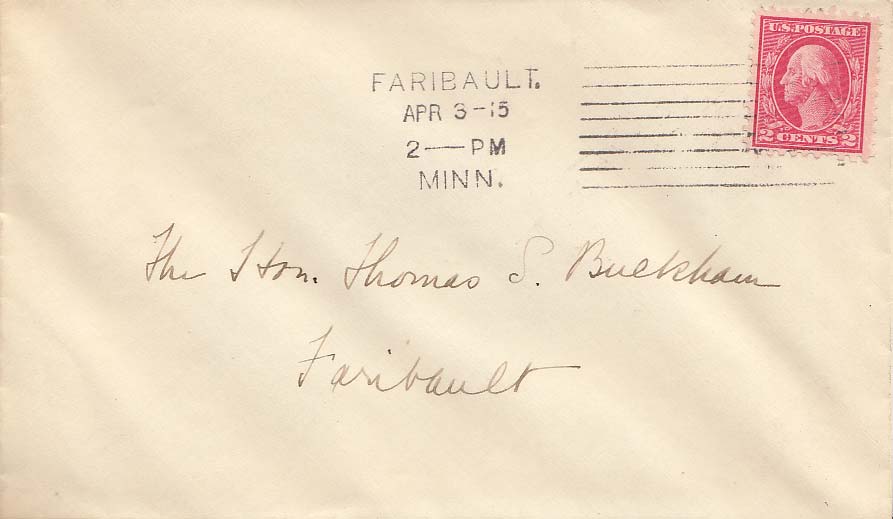 U.S. POSTAGE
2 CENTS 2
FARIBAULT.
APR 3-15
2—PM
MINN.
The Hon. Thomas S. Buckham
Faribault